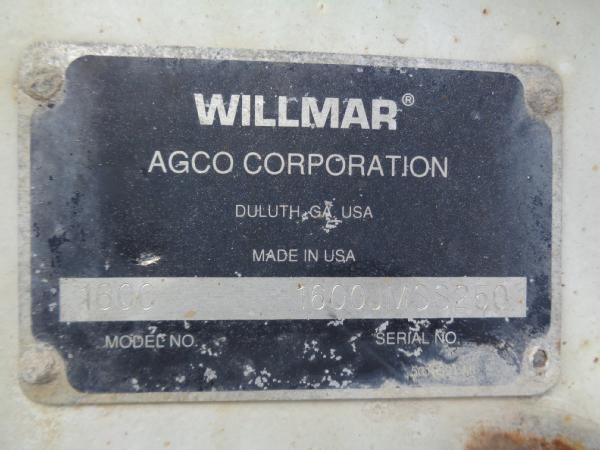 WILLMAR®
AGCO CORPORATION
DULUTH, GA, USA
MADE IN USA
1600
MODEL NO. SERIAL NO.